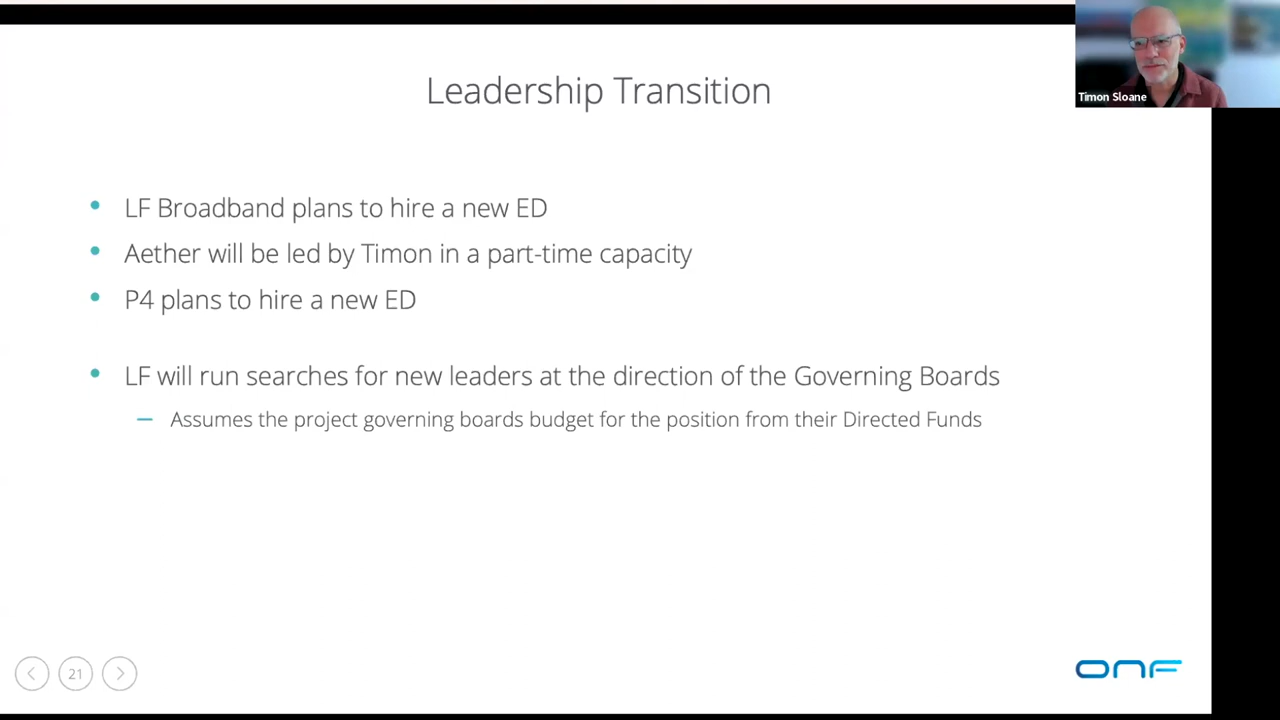 Leadership Transition
Timon Sloane
• LF Broadband plans to hire a new ED
• Aether will be led by Timon in a part-time capacity
• P4 plans to hire a new ED
• LF will run searches for new leaders at the direction of the Governing Boards
– Assumes the project governing boards budget for the position from their Directed Funds
21
ONF